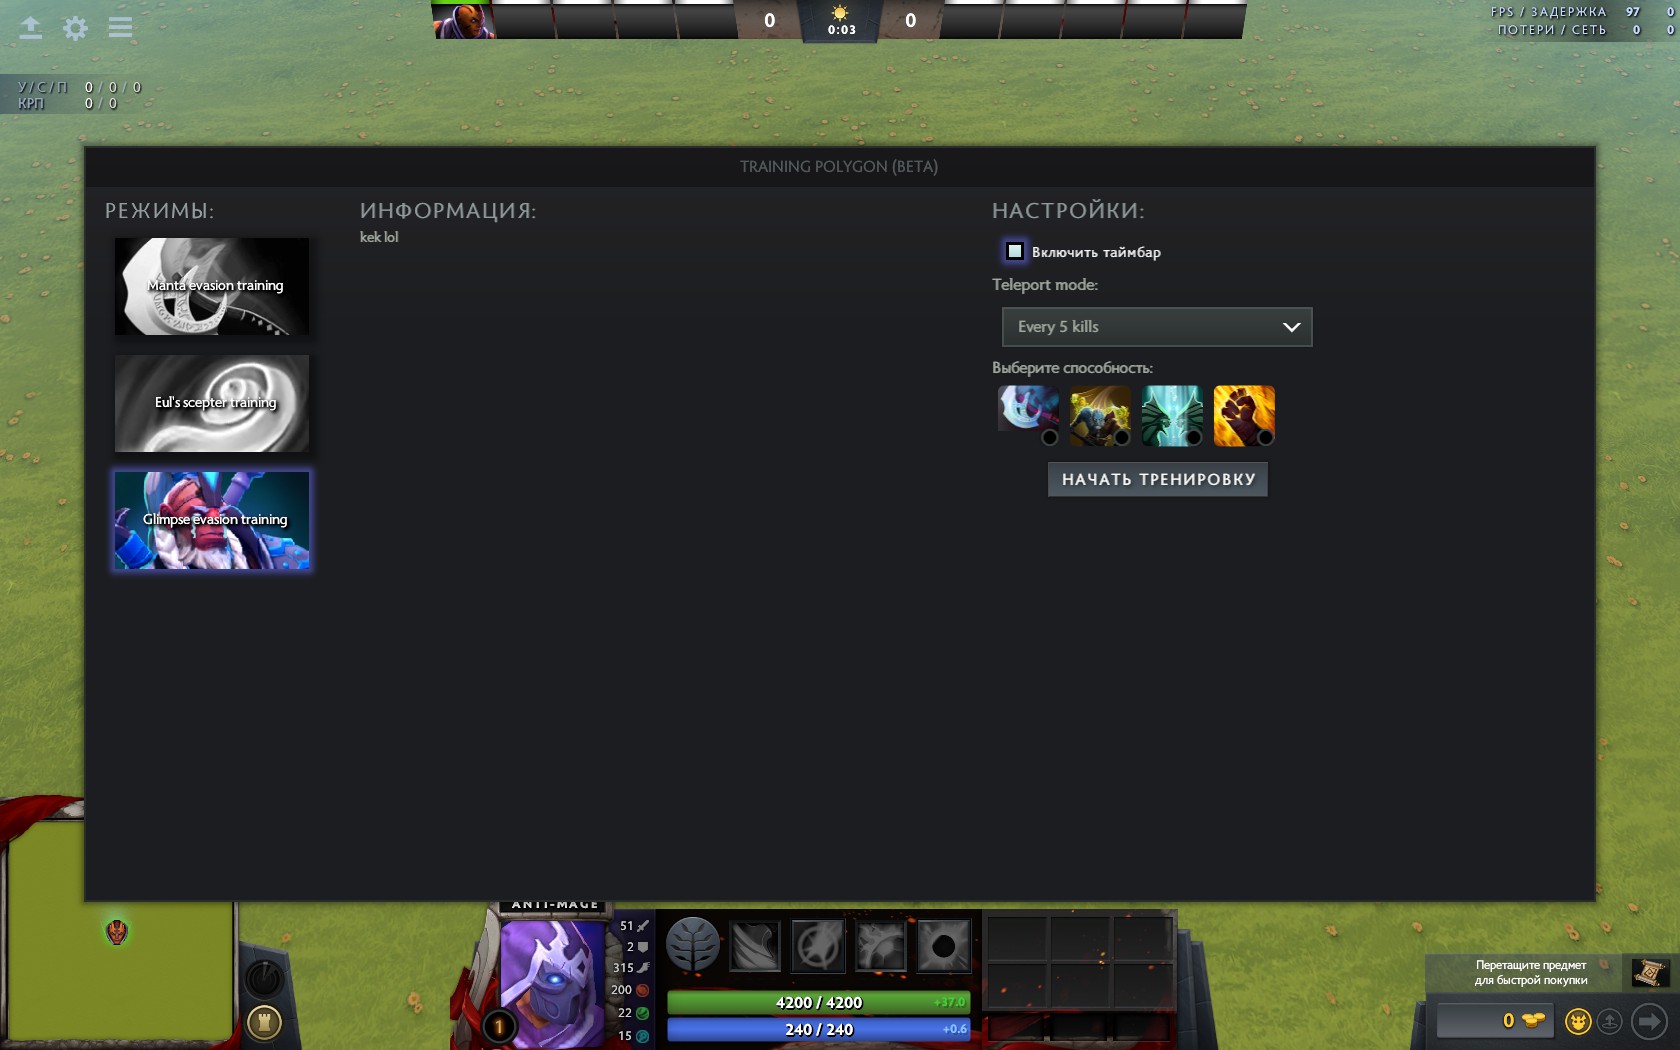 0
0:03
0
FPS / ЗАДЕРЖКА 97 0
ПОТЕРИ / СЕТЬ 0 0
У/С/П 0 / 0 / 0
КРП 0 / 0
TRAINING POLYGON (BETA)
РЕЖИМЫ:
Manta evasion training
Eul's scepter training
Glimpse evasion training
ИНФОРМАЦИЯ:
kek lol
НАСТРОЙКИ:
Включить таймбар
Teleport mode:
Every 5 kills
Выберите способность:
НАЧАТЬ ТРЕНИРОВКУ
ANTI-MAGE
51
2
315
200
22
15
1
4200 / 4200 +37.0
240 / 240 +0.6
Перетащите предмет
для быстрой покупки
0